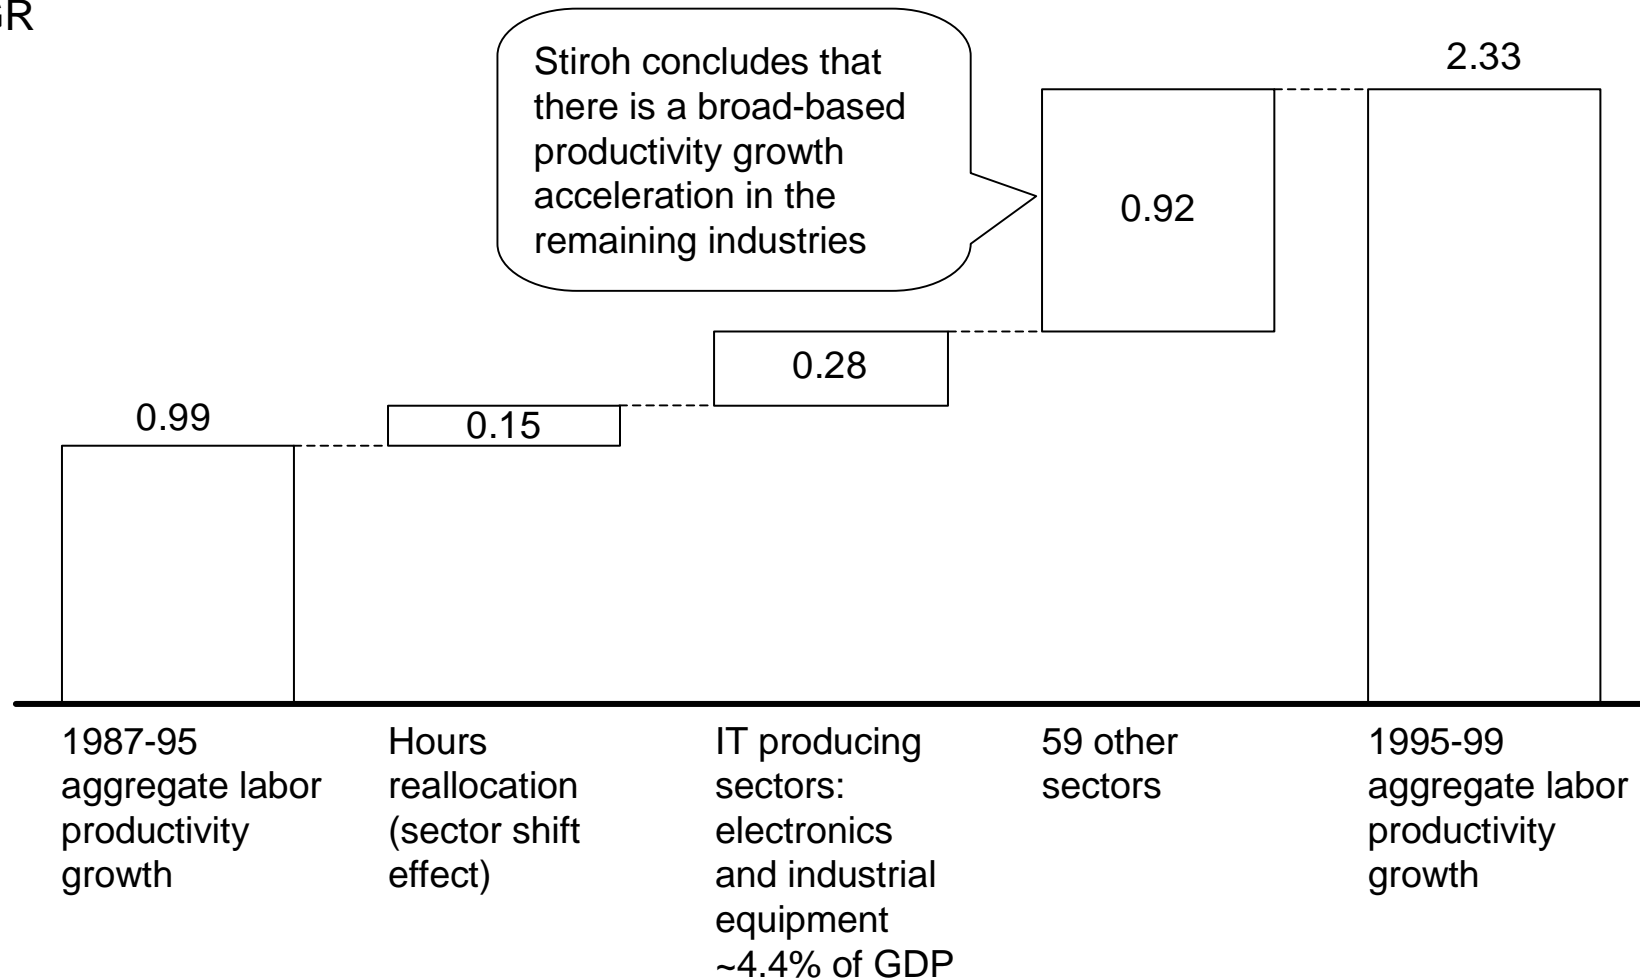 GR
Stiroh concludes that
there is a broad-based
productivity growth
acceleration in the
remaining industries
2.33
0.92
0.28
0.99
0.15
1987-95
aggregate labor
productivity
growth
Hours
reallocation
(sector shift
effect)
IT producing
sectors:
electronics
and industrial
equipment
~4.4% of GDP
59 other
sectors
1995-99
aggregate labor
productivity
growth